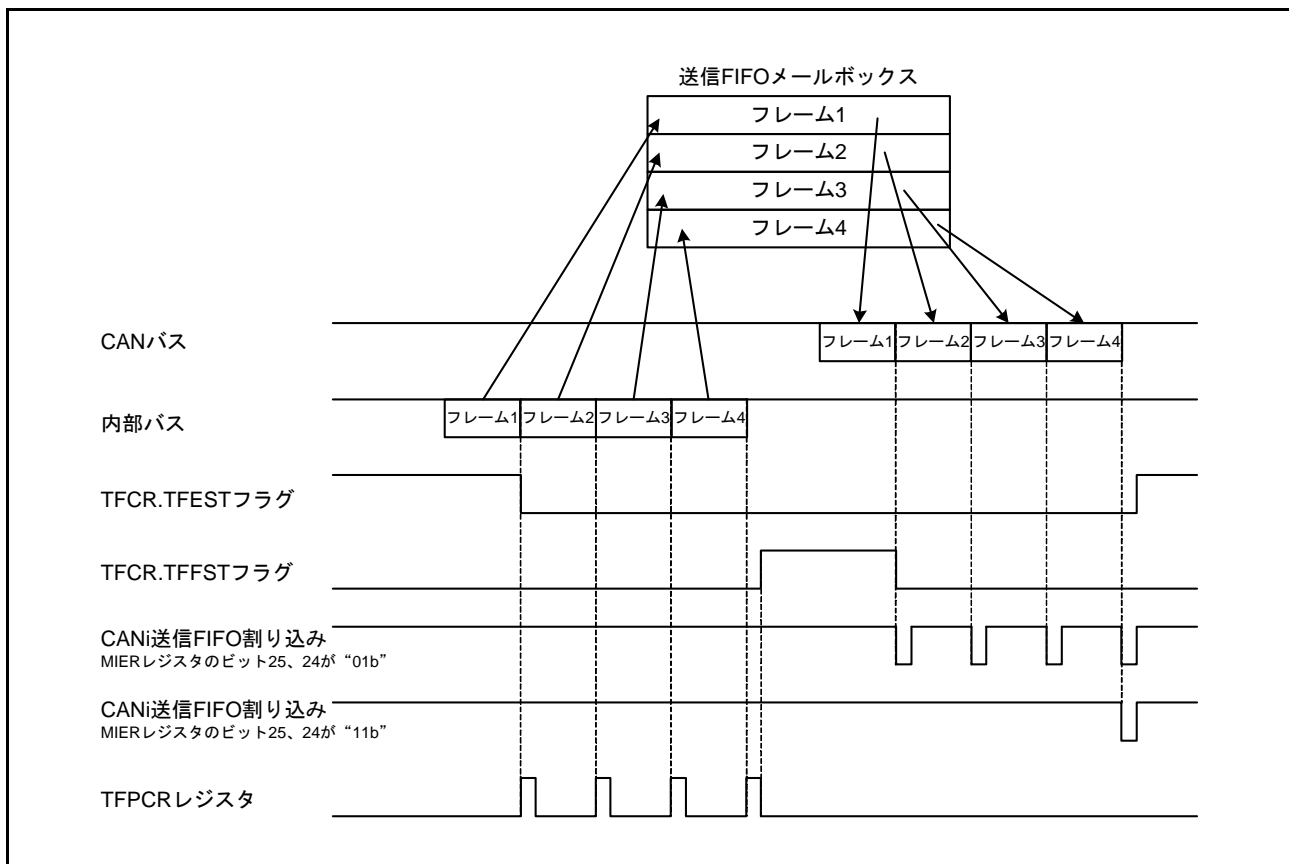 送信FIFOメールボックス
フレーム1
フレーム2
フレーム3
フレーム4
CANバス
フレーム1 フレーム2 フレーム3 フレーム4
内部バス
フレーム1 フレーム2 フレーム3 フレーム4
TFCR.TFESTフラグ
TFCR.TFFSTフラグ
CANi送信FIFO割り込み
MIERレジスタのビット25、24が“01b”
CANi送信FIFO割り込み
MIERレジスタのビット25、24が“11b”
TFPCRレジスタ